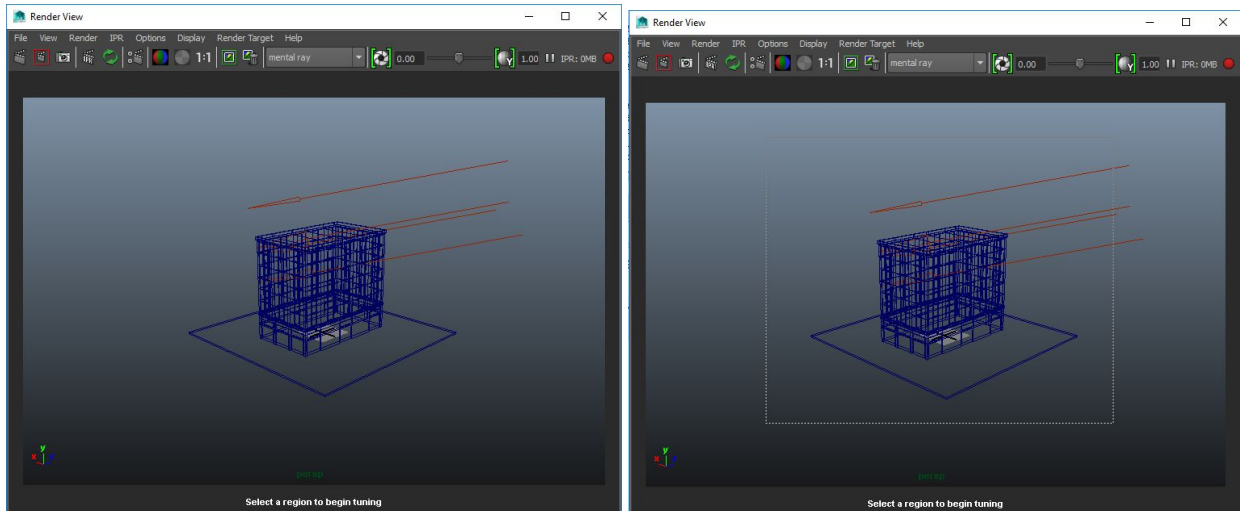 Render View
File View Render IPR Options Display Render Target Help
1:1 mental ray 0.00 1.00 IPR: 0MB
y
x
persp
Select a region to begin tuning
Render View
File View Render IPR Options Display Render Target Help
1:1 mental ray 0.00 1.00 IPR: 0MB
y
x
persp
Select a region to begin tuning